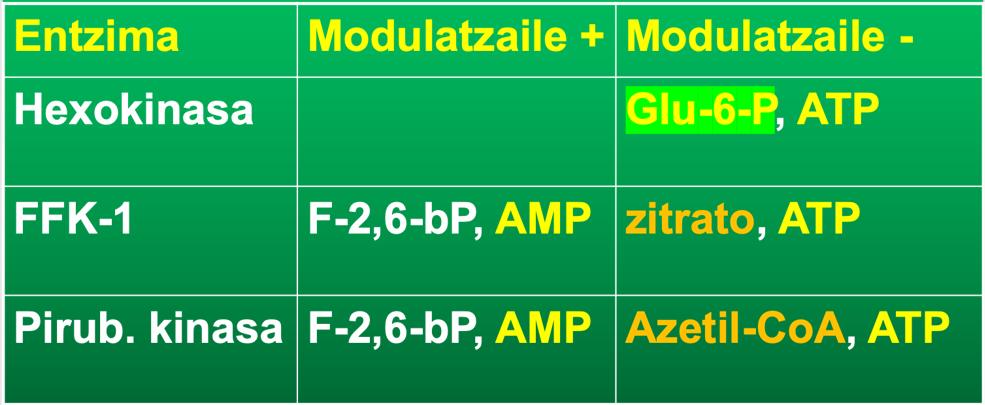 Entzima Modulatzaile + Modulatzaile -
Hexokinasa Glu-6-P, ATP
FFK-1 F-2,6-bP, AMP zitrato, ATP
Pirub. kinasa F-2,6-bP, AMP Azetil-CoA, ATP